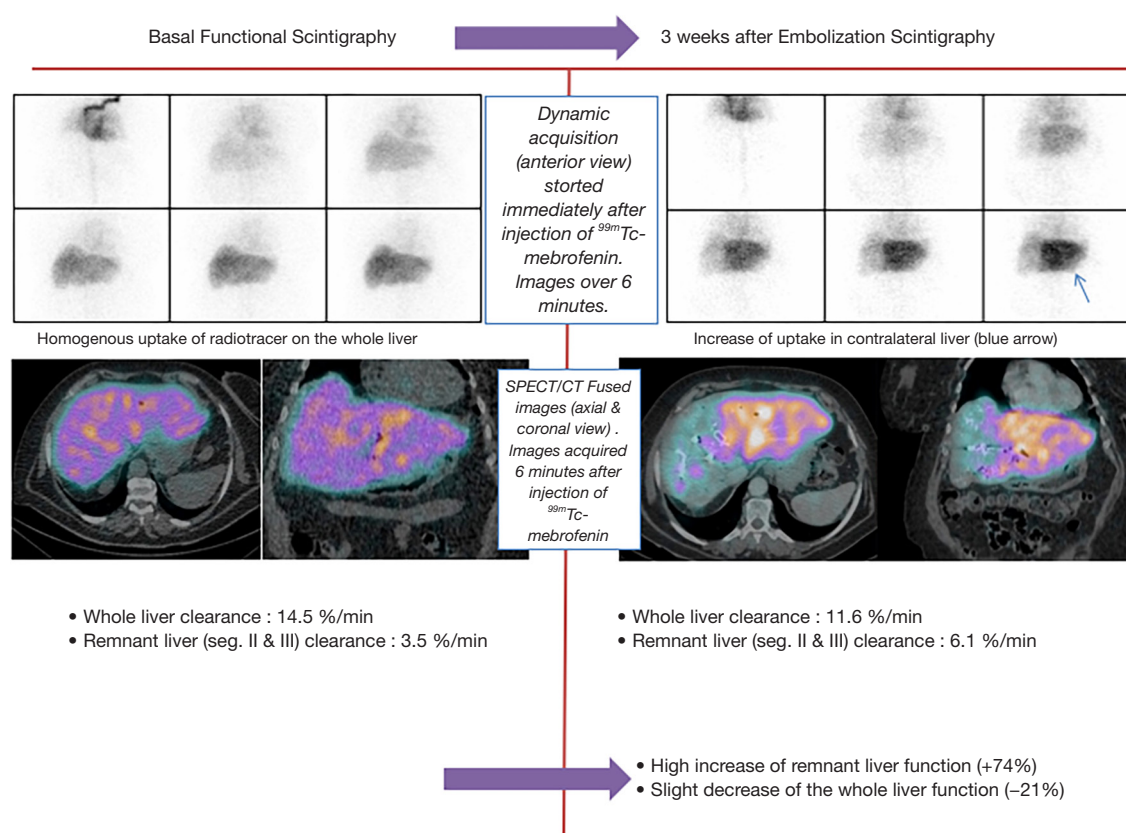 Basal Functional Scintigraphy
3 weeks after Embolization Scintigraphy
Dynamic
acquisition
(anterior view)
storted
immediately after
injection of ⁹⁹ᵐTc-
mebrofenin.
Images over 6
minutes.
Homogenous uptake of radiotracer on the whole liver
Increase of uptake in contralateral liver (blue arrow)
SPECT/CT Fused
images (axial &
coronal view) .
Images acquired
6 minutes after
injection of
⁹⁹ᵐTc-
mebrofenin
• Whole liver clearance : 14.5 %/min
• Remnant liver (seg. II & III) clearance : 3.5 %/min
• Whole liver clearance : 11.6 %/min
• Remnant liver (seg. II & III) clearance : 6.1 %/min
• High increase of remnant liver function (+74%)
• Slight decrease of the whole liver function (–21%)